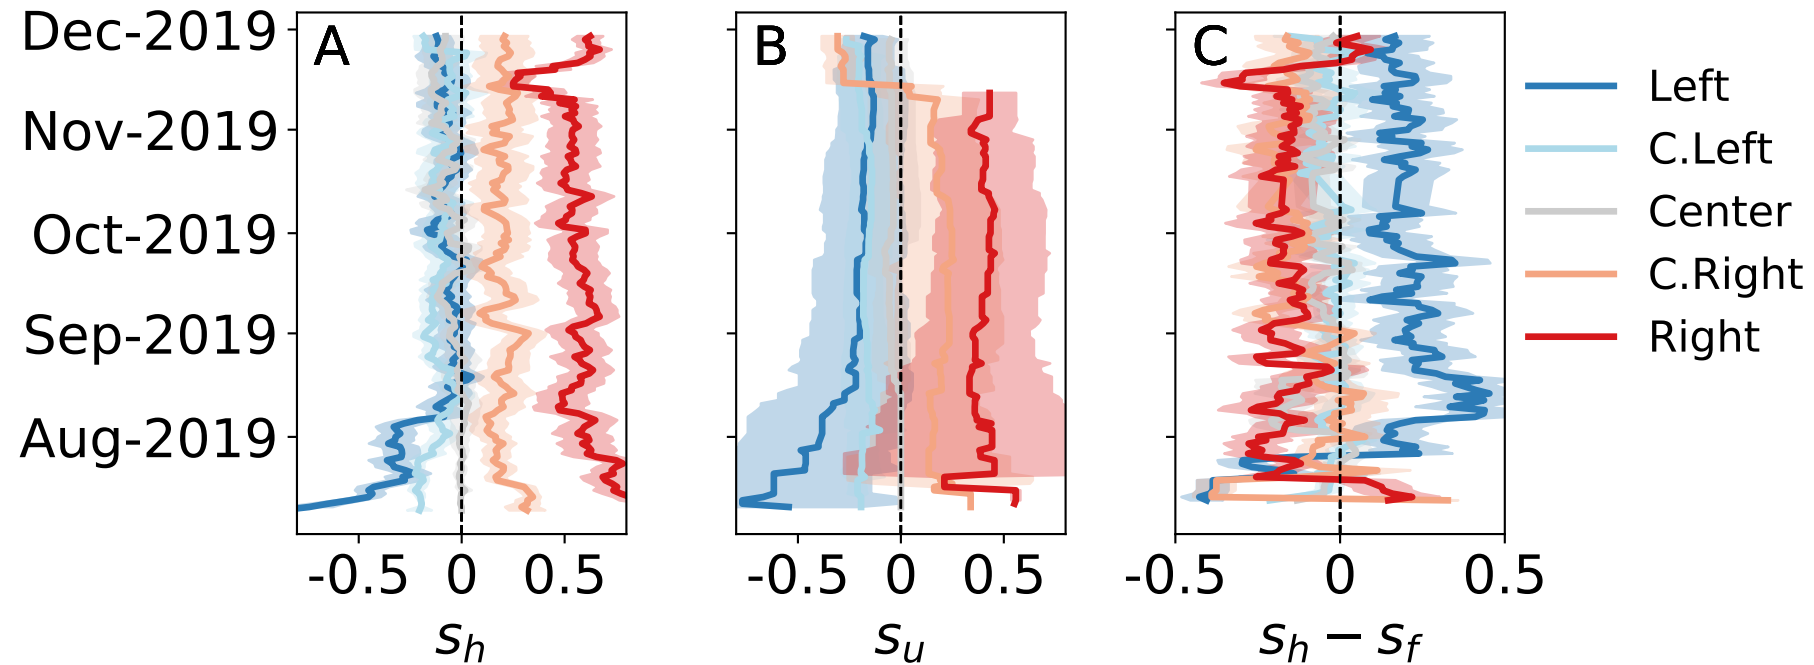 Dec-2019
Nov-2019
Oct-2019
Sep-2019
Aug-2019
A
B
C
-0.5 0 0.5
-0.5 0 0.5
-0.5 0 0.5
s_h
s_u
s_h − s_f
Left
C.Left
Center
C.Right
Right